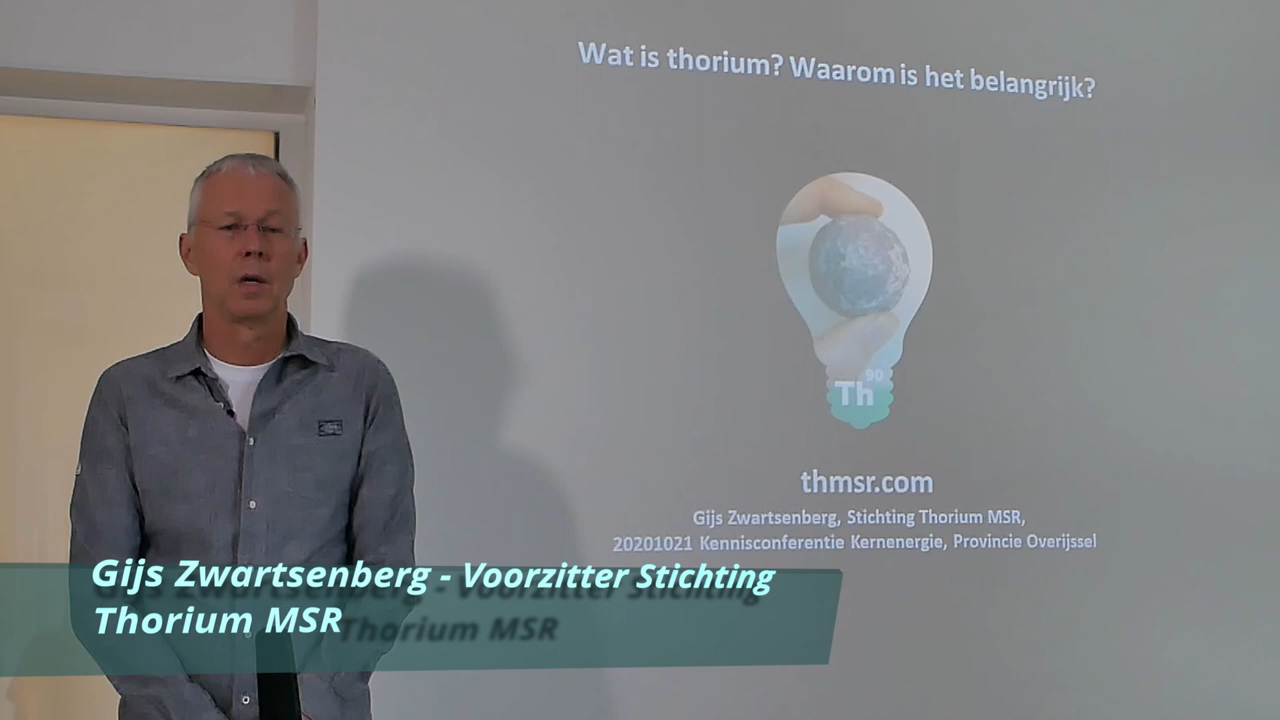 Wat is thorium? Waarom is het belangrijk?
90
Th
thmsr.com
Gijs Zwartsenberg, Stichting Thorium MSR,
20201021 Kennisconferentie Kernenergie, Provincie Overijssel
Gijs Zwartsenberg - Voorzitter Stichting
Thorium MSR